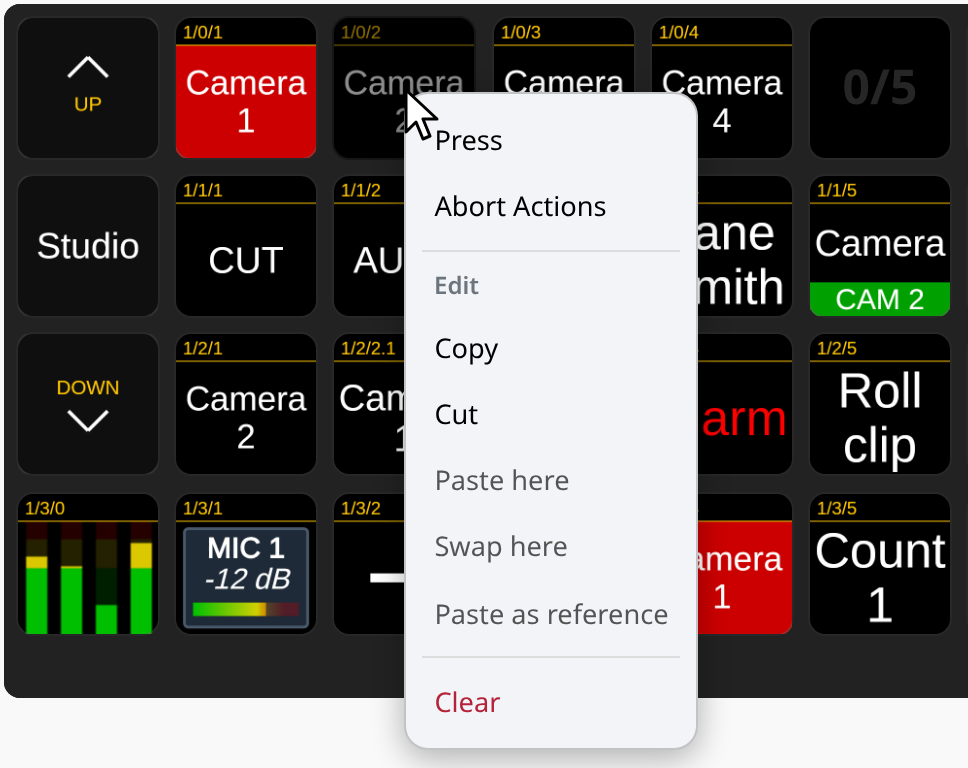 UP
1/0/1
Camera
1
1/0/2
Camera
1/0/3
Camera
1/0/4
Camera
4
0/5
Press
Abort Actions
Edit
Copy
Cut
Paste here
Swap here
Paste as reference
Clear
Studio
1/1/1
CUT
1/1/2
AU
ane
mith
1/1/5
Camera
CAM 2
DOWN
1/2/1
Camera
2
1/2/2.1
Cam
1
arm
1/2/5
Roll
clip
1/3/0
1/3/1
MIC 1
-12 dB
1/3/2
amera
1
1/3/5
Count
1